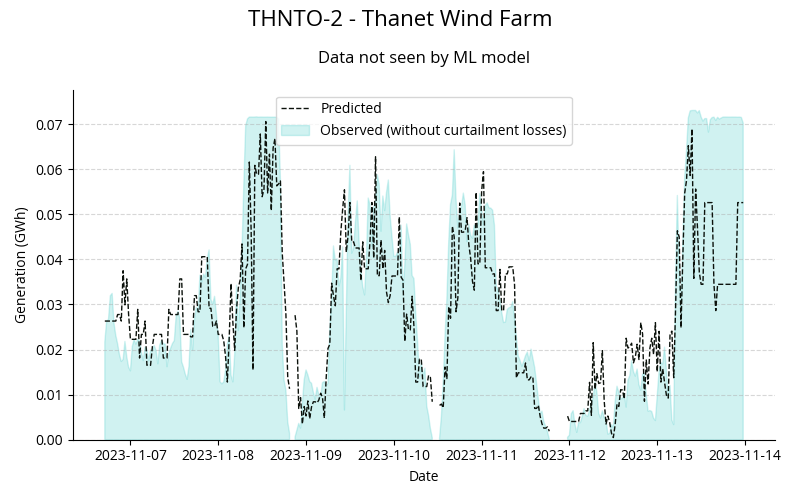 THNTO-2 - Thanet Wind Farm
Data not seen by ML model
Predicted
Observed (without curtailment losses)
Generation (GWh)
0.07
0.06
0.05
0.04
0.03
0.02
0.01
0.00
2023-11-07 2023-11-08 2023-11-09 2023-11-10 2023-11-11 2023-11-12 2023-11-13 2023-11-14
Date